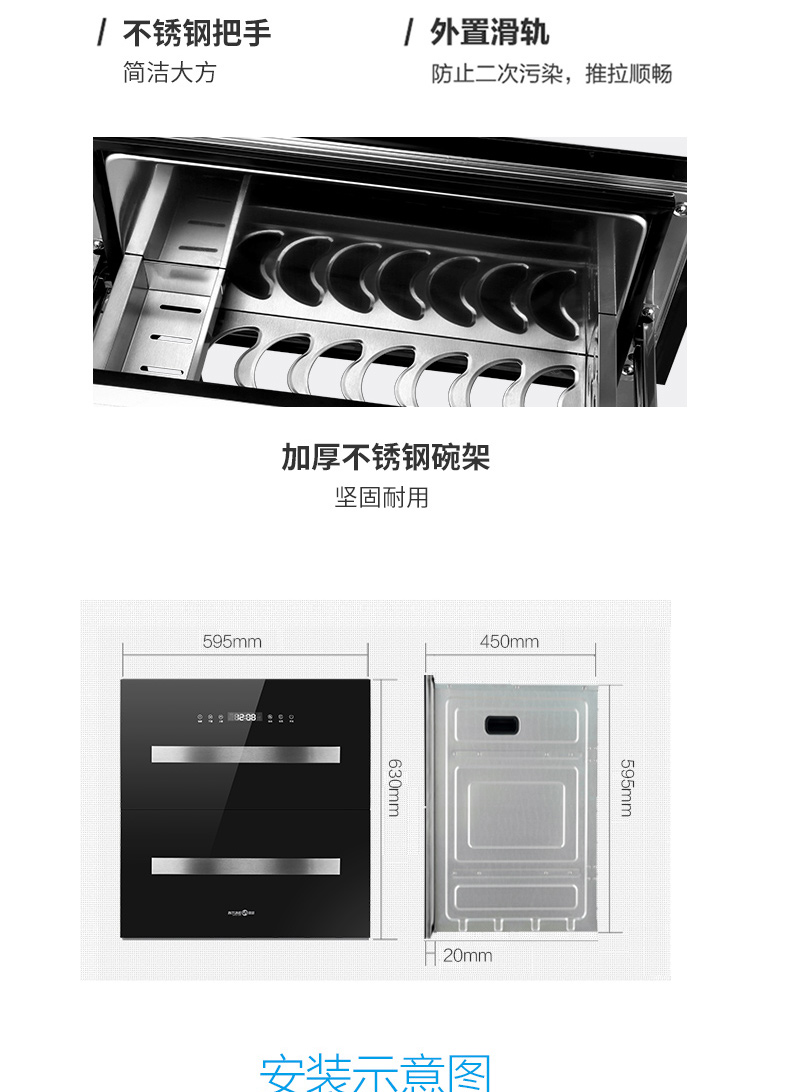 / 不锈钢把手
简洁大方
/ 外置滑轨
防止二次污染，推拉顺畅
加厚不锈钢碗架
坚固耐用
595mm
450mm
12:08
630mm
595mm
20mm
安装示意图